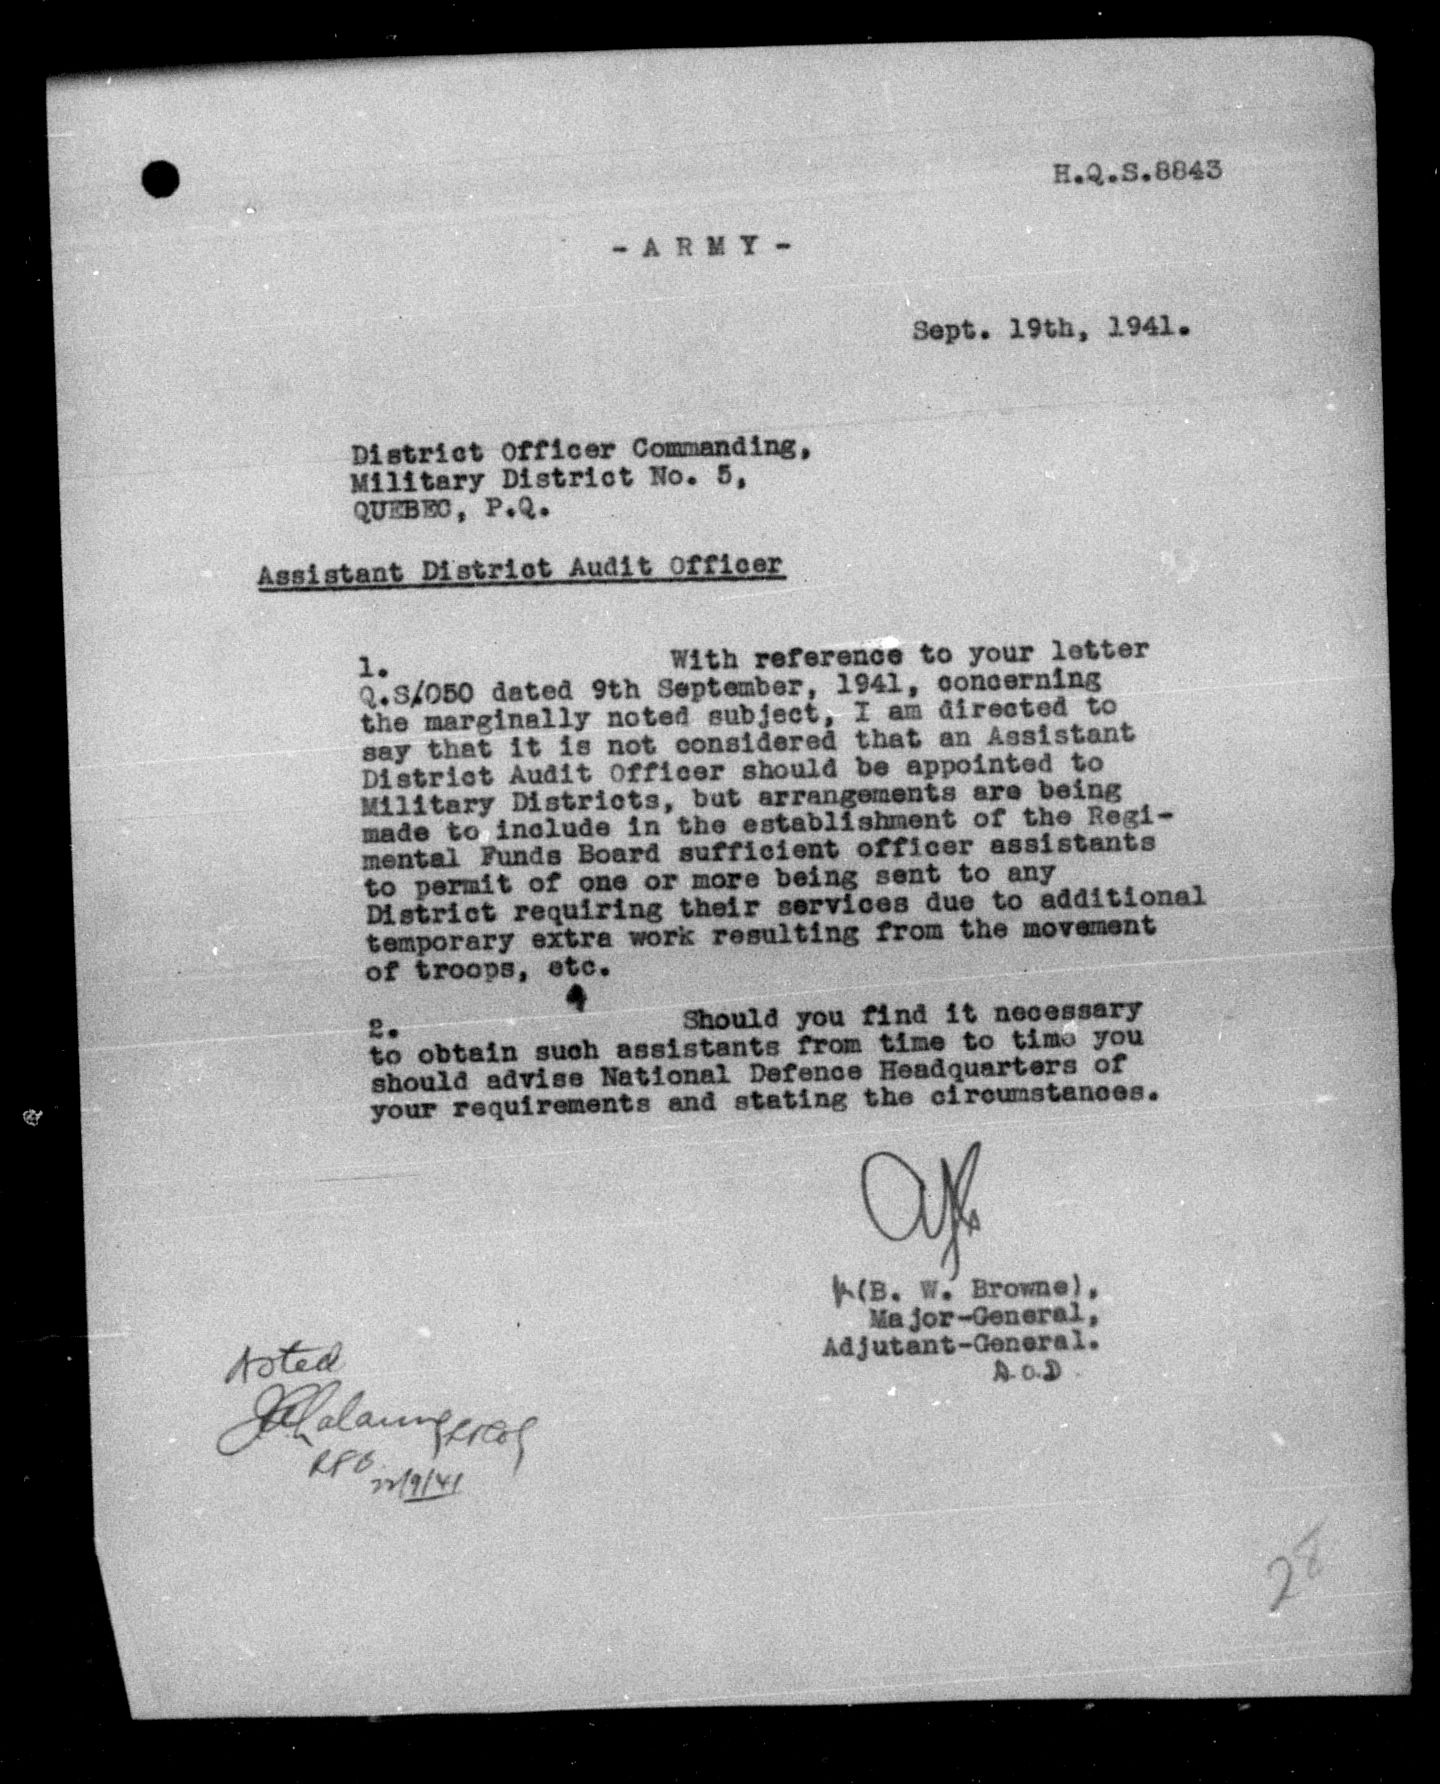 H.Q.S.8843
- A R M Y -
Sept. 19th, 1941.
District Officer Commanding,
Military District No. 5,
QUEBEC, P.Q.
Assistant District Audit Officer
1. With reference to your letter
Q.S/050 dated 9th September, 1941, concerning
the marginally noted subject, I am directed to
say that it is not considered that an Assistant
District Audit Officer should be appointed to
Military Districts, but arrangements are being
made to include in the establishment of the Regi-
mental Funds Board sufficient officer assistants
to permit of one or more being sent to any
District requiring their services due to additional
temporary extra work resulting from the movement
of troops, etc.
2. Should you find it necessary
to obtain such assistants from time to time you
should advise National Defence Headquarters of
your requirements and stating the circumstances.
(B. W. Browne),
Major-General,
Adjutant-General.
Noted
22/9/41
28